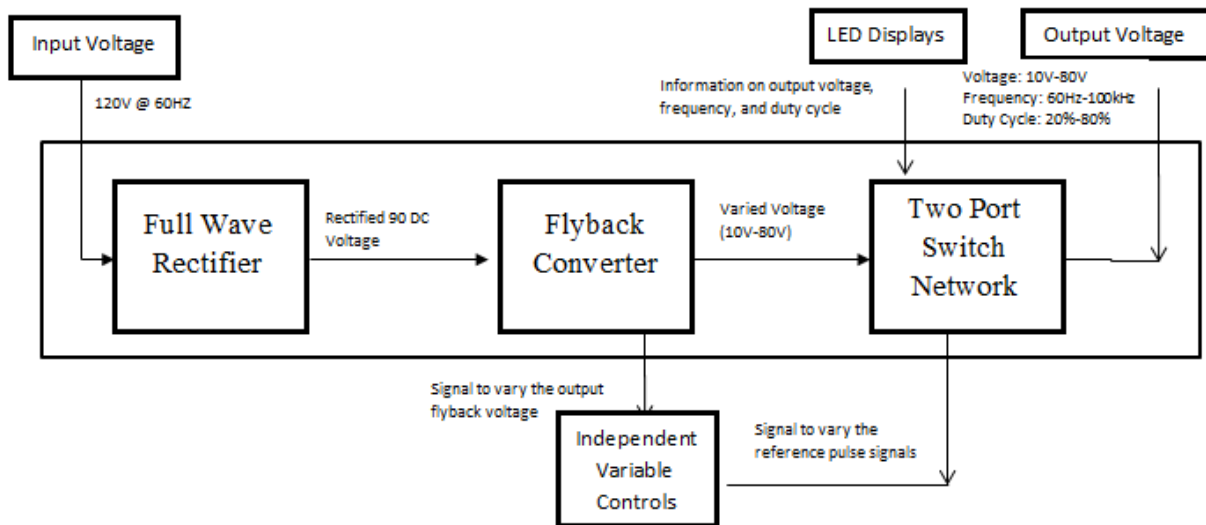 Input Voltage
LED Displays
Output Voltage
120V @ 60HZ
Information on output voltage,
frequency, and duty cycle
Voltage: 10V-80V
Frequency: 60Hz-100kHz
Duty Cycle: 20%-80%
Full Wave
Rectifier
Rectified 90 DC
Voltage
Flyback
Converter
Varied Voltage
(10V-80V)
Two Port
Switch
Network
Signal to vary the output
flyback voltage
Independent
Variable
Controls
Signal to vary the
reference pulse signals